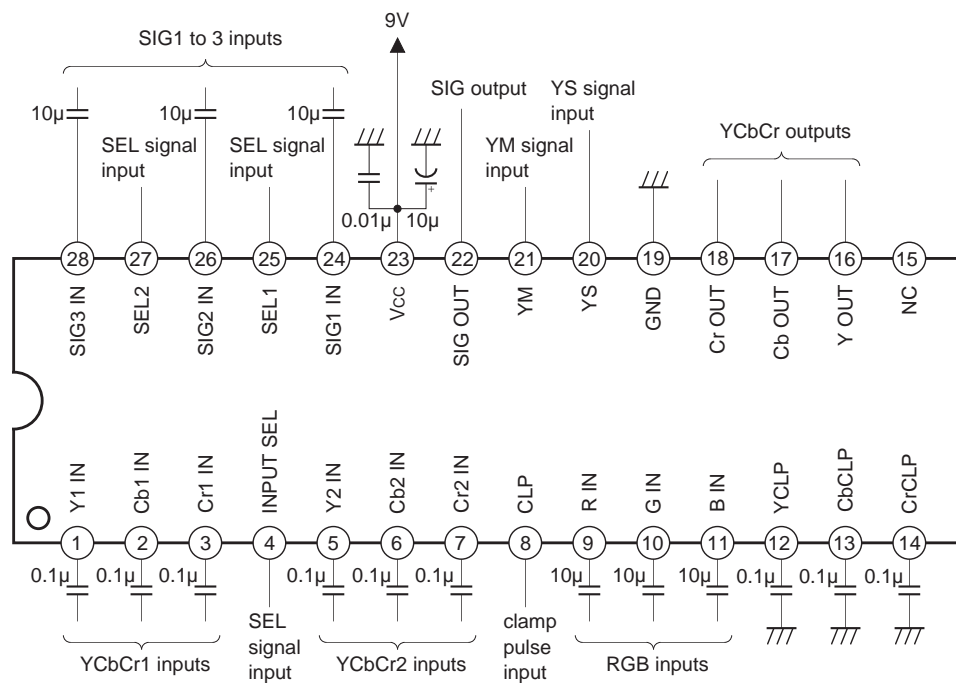 9V
SIG1 to 3 inputs
SIG output
YS signal
input
10µ
10µ
10µ
SEL signal
input
SEL signal
input
YM signal
input
YCbCr outputs
0.01µ
10µ
+
28
27
26
25
24
23
22
21
20
19
18
17
16
15
SIG3 IN
SEL2
SIG2 IN
SEL1
SIG1 IN
Vcc
SIG OUT
YM
YS
GND
Cr OUT
Cb OUT
Y OUT
NC
Y1 IN
Cb1 IN
Cr1 IN
INPUT SEL
Y2 IN
Cb2 IN
Cr2 IN
CLP
R IN
G IN
B IN
YCLP
CbCLP
CrCLP
1
2
3
4
5
6
7
8
9
10
11
12
13
14
0.1µ
0.1µ
0.1µ
0.1µ
0.1µ
0.1µ
10µ
10µ
10µ
0.1µ
0.1µ
0.1µ
YCbCr1 inputs
SEL
signal
input
YCbCr2 inputs
clamp
pulse
input
RGB inputs